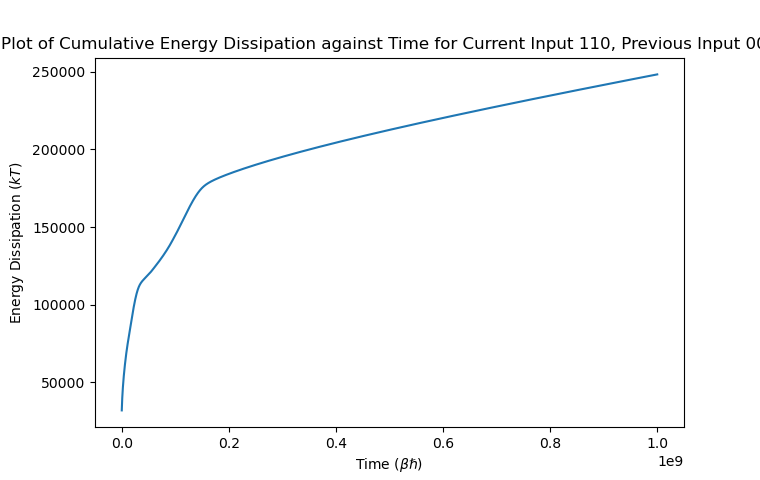 Plot of Cumulative Energy Dissipation against Time for Current Input 110, Previous Input 00
250000
200000
150000
100000
50000
Energy Dissipation (kT)
0.0 0.2 0.4 0.6 0.8 1.0
1e9
Time (βℏ)